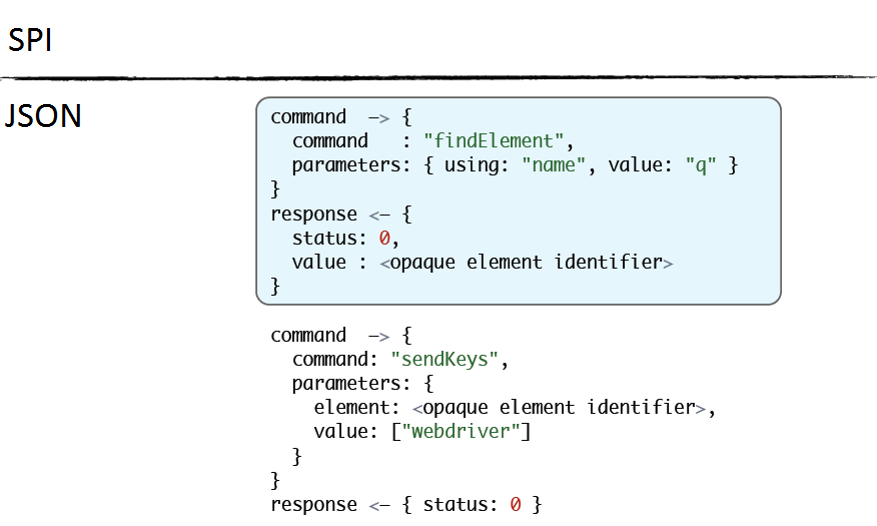 SPI
JSON
command -> {
  command   : "findElement",
  parameters: { using: "name", value: "q" }
}
response <- {
  status: 0,
  value : <opaque element identifier>
}
command -> {
  command: "sendKeys",
  parameters: {
    element: <opaque element identifier>,
    value: ["webdriver"]
  }
}
response <- { status: 0 }